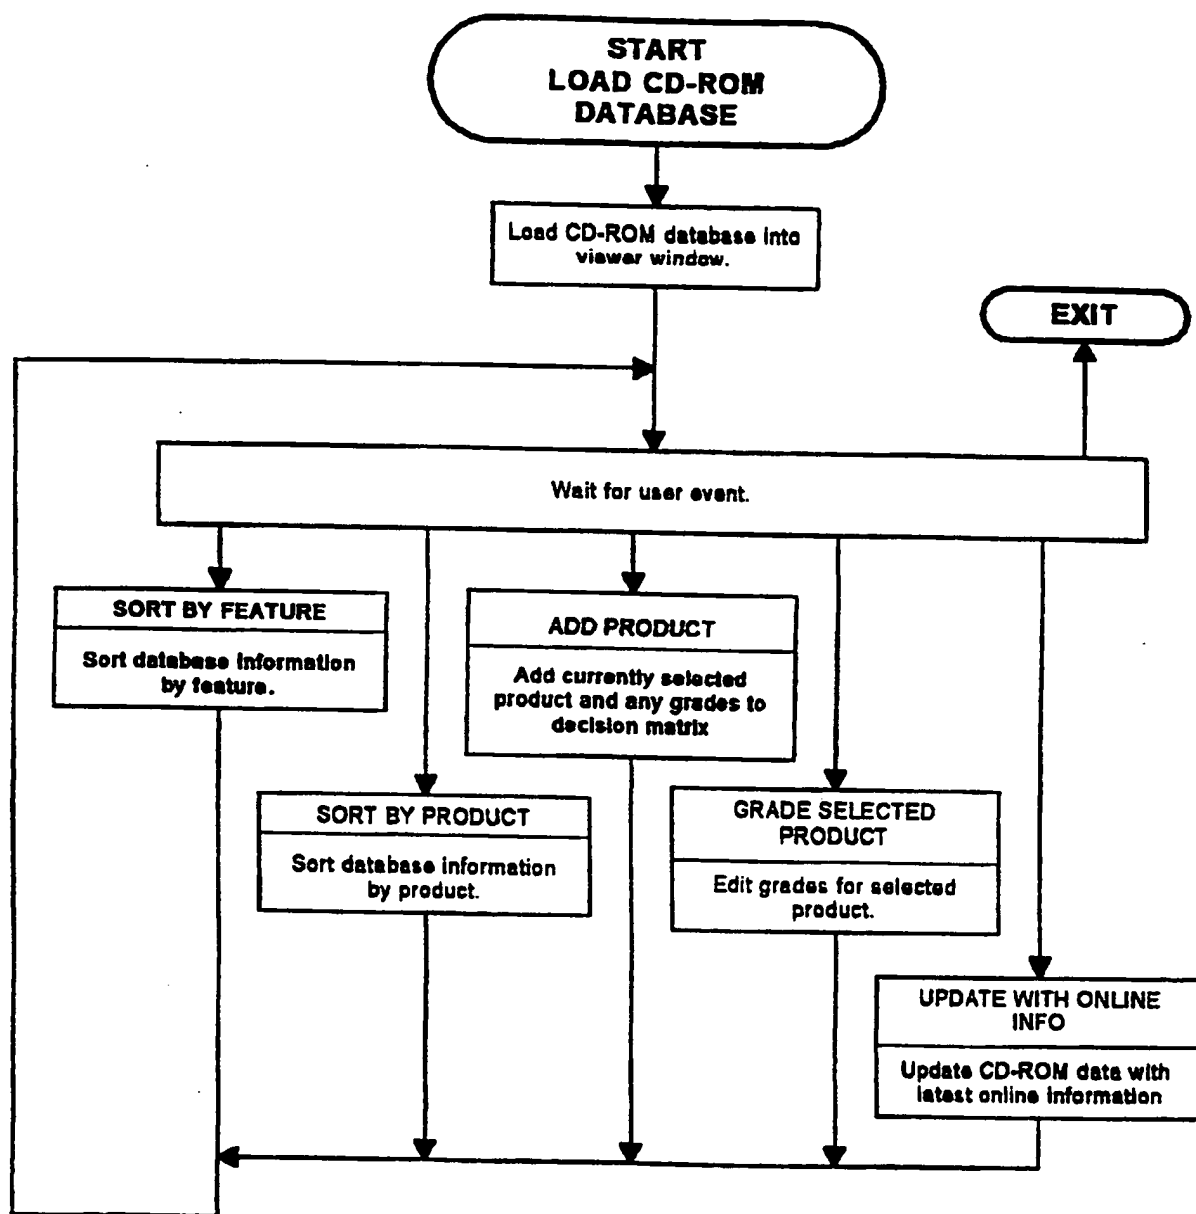 START
LOAD CD-ROM
DATABASE
Load CD-ROM database into
viewer window.
EXIT
Wait for user event.
SORT BY FEATURE
Sort database information
by feature.
ADD PRODUCT
Add currently selected
product and any grades to
decision matrix
SORT BY PRODUCT
Sort database information
by product.
GRADE SELECTED
PRODUCT
Edit grades for selected
product.
UPDATE WITH ONLINE
INFO
Update CD-ROM data with
latest online information